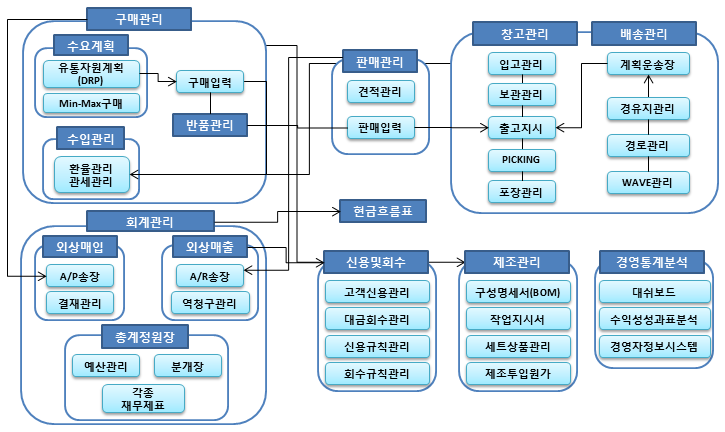 구매관리
수요계획
유통자원계획
(DRP)
Min-Max구매
구매입력
반품관리
수입관리
환율관리
관세관리
판매관리
견적관리
판매입력
창고관리
입고관리
보관관리
출고지시
PICKING
포장관리
배송관리
계획운송장
경유지관리
경로관리
WAVE관리
회계관리
외상매입
A/P송장
결재관리
외상매출
A/R송장
역청구관리
총계정원장
예산관리
분개장
각종
재무제표
현금흐름표
신용및회수
고객신용관리
대금회수관리
신용규칙관리
회수규칙관리
제조관리
구성명세서(BOM)
작업지시서
세트상품관리
제조투입원가
경영통계분석
대쉬보드
수익성성과표분석
경영자정보시스템